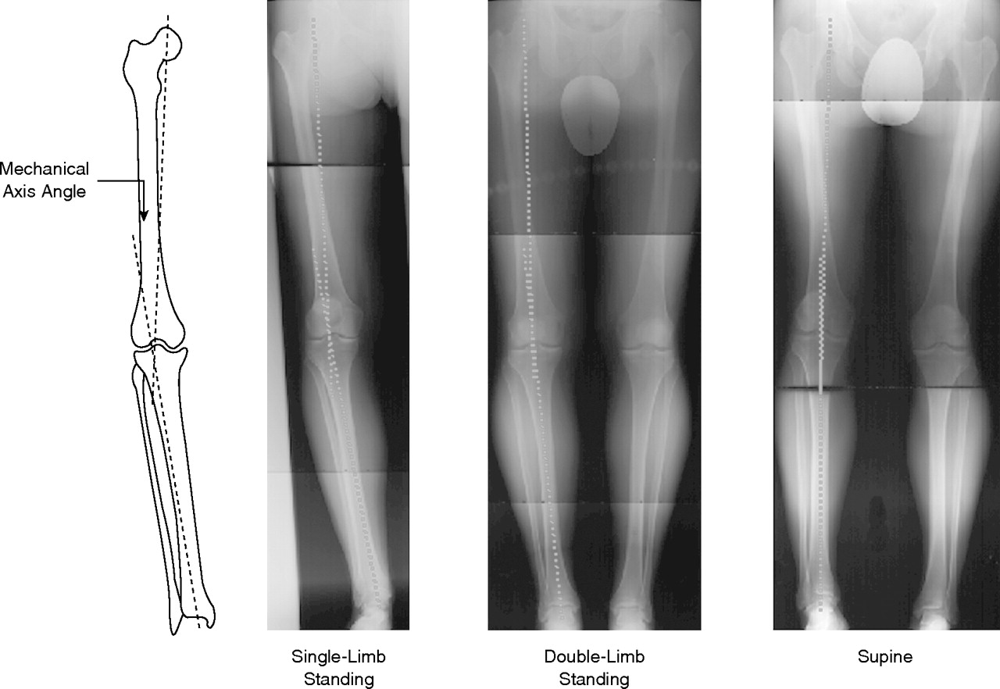 Mechanical
Axis Angle
Single-Limb
Standing
Double-Limb
Standing
Supine